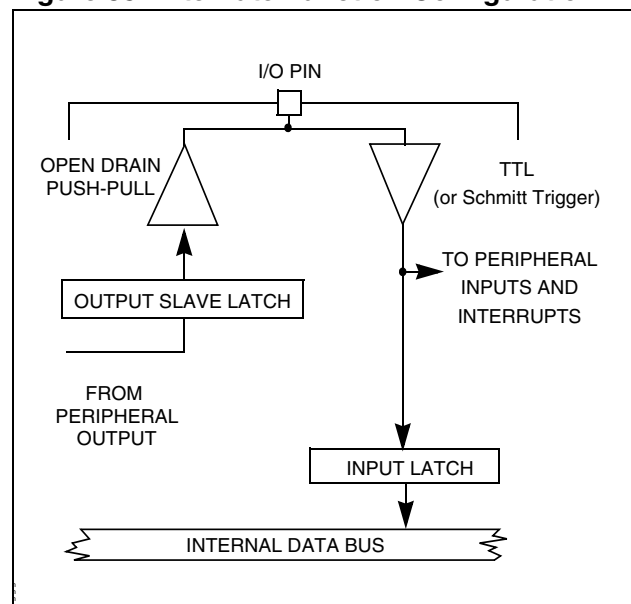 I/O PIN
OPEN DRAIN
PUSH-PULL
TTL
(or Schmitt Trigger)
TO PERIPHERAL
INPUTS AND
INTERRUPTS
OUTPUT SLAVE LATCH
FROM
PERIPHERAL
OUTPUT
INPUT LATCH
INTERNAL DATA BUS